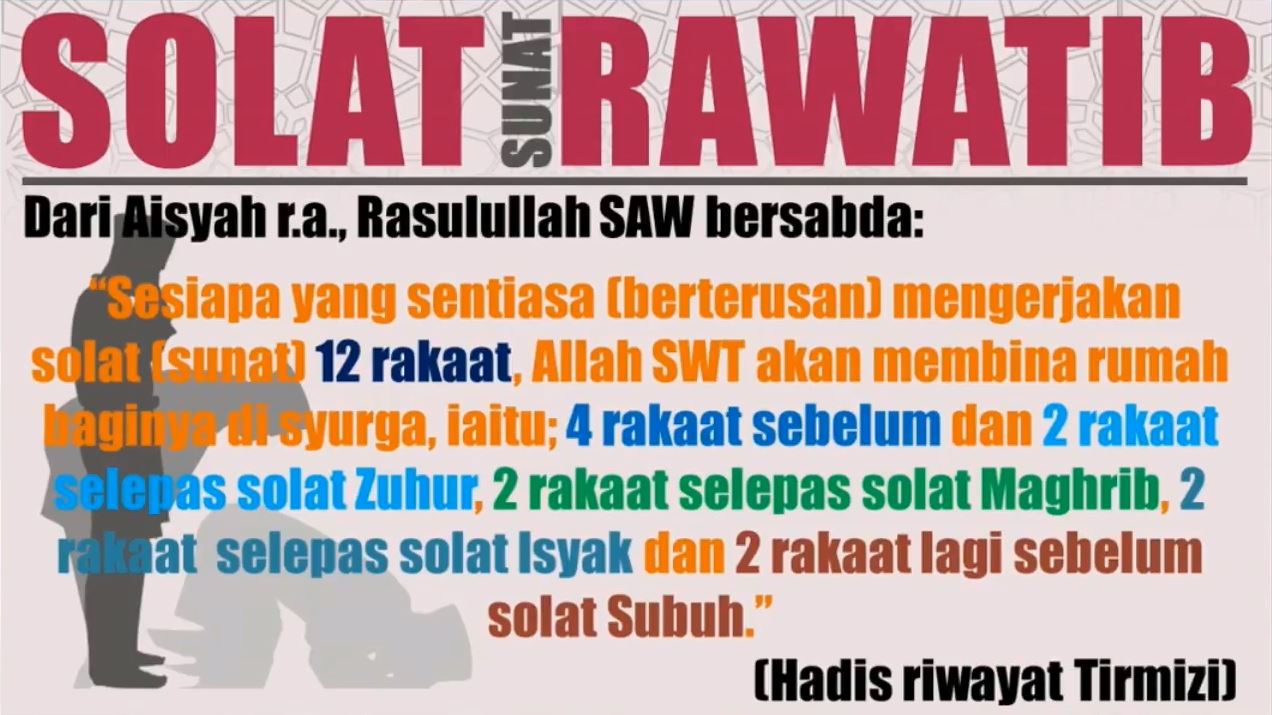 SOLAT SUNAT RAWATIB
Dari Aisyah r.a., Rasulullah SAW bersabda:
“Sesiapa yang sentiasa (berterusan) mengerjakan
solat (sunat) 12 rakaat, Allah SWT akan membina rumah
baginya di syurga, iaitu; 4 rakaat sebelum dan 2 rakaat
selepas solat Zuhur, 2 rakaat selepas solat Maghrib, 2
rakaat selepas solat Isyak dan 2 rakaat lagi sebelum
solat Subuh.”
(Hadis riwayat Tirmizi)